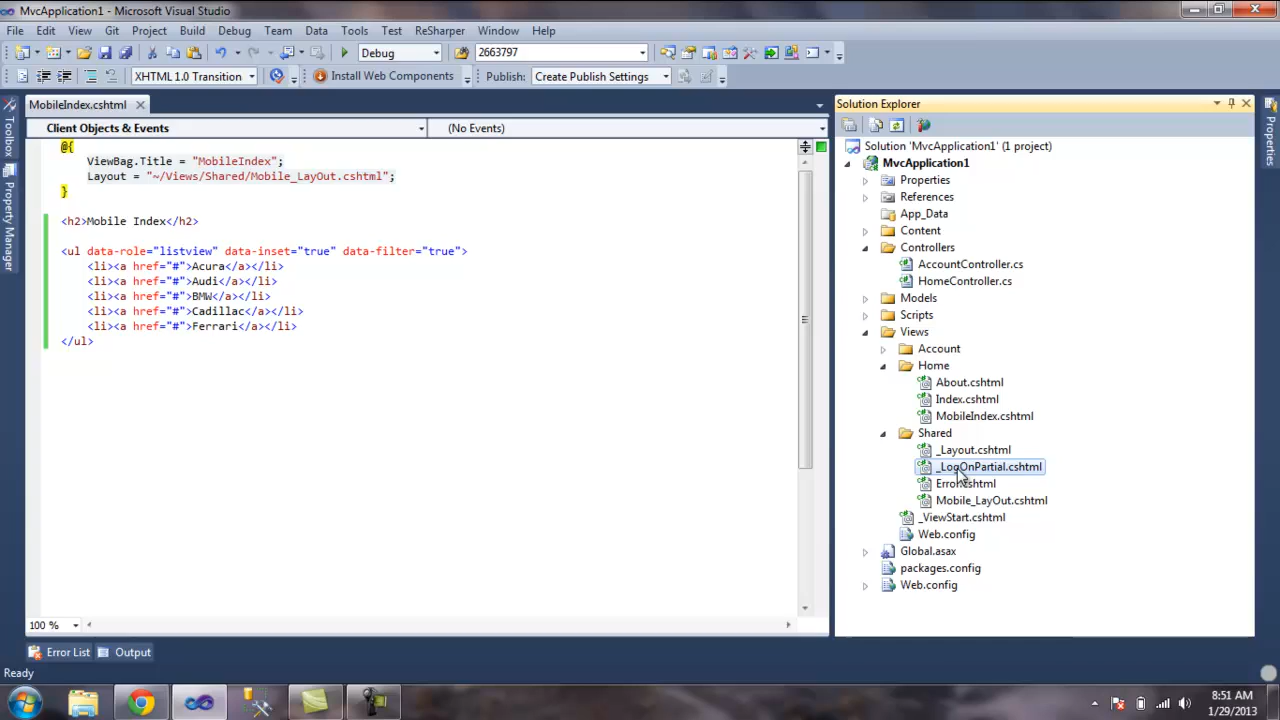 MvcApplication1 - Microsoft Visual Studio
File Edit View Git Project Build Debug Team Data Tools Test ReSharper Window Help
Debug 2663797
XHTML 1.0 Transition Install Web Components Publish: Create Publish Settings
MobileIndex.cshtml
Client Objects & Events (No Events)
@{
ViewBag.Title = "MobileIndex";
Layout = "~/Views/Shared/Mobile_LayOut.cshtml";
}
<h2>Mobile Index</h2>
<ul data-role="listview" data-inset="true" data-filter="true">
<li><a href="#">Acura</a></li>
<li><a href="#">Audi</a></li>
<li><a href="#">BMW</a></li>
<li><a href="#">Cadillac</a></li>
<li><a href="#">Ferrari</a></li>
</ul>
100 %
Toolbox
Property Manager
Solution Explorer
Solution 'MvcApplication1' (1 project)
MvcApplication1
Properties
References
App_Data
Content
Controllers
AccountController.cs
HomeController.cs
Models
Scripts
Views
Account
Home
About.cshtml
Index.cshtml
MobileIndex.cshtml
Shared
_Layout.cshtml
_LogOnPartial.cshtml
Error.cshtml
Mobile_LayOut.cshtml
_ViewStart.cshtml
Web.config
Global.asax
packages.config
Web.config
Properties
Error List Output
Ready
8:51 AM
1/29/2013